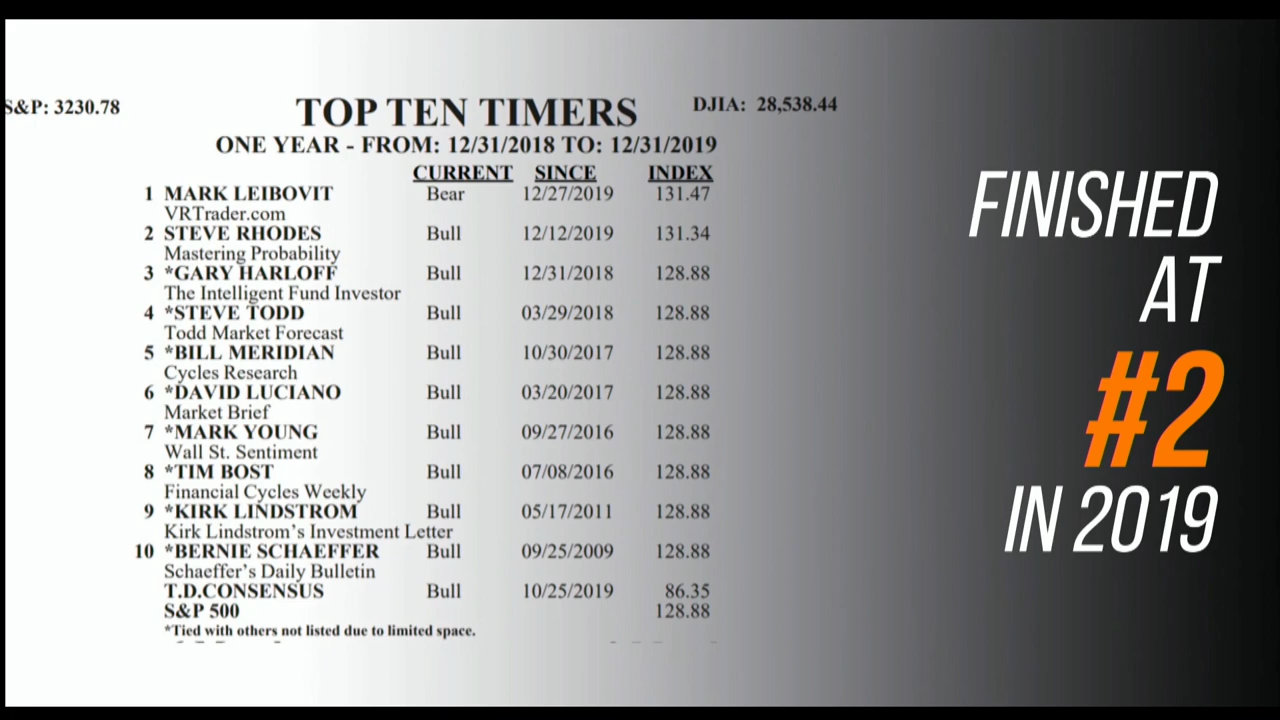 S&P: 3230.78
TOP TEN TIMERS
DJIA: 28,538.44
ONE YEAR - FROM: 12/31/2018 TO: 12/31/2019
CURRENT SINCE INDEX
1 MARK LEIBOVIT Bear 12/27/2019 131.47
VRTrader.com
2 STEVE RHODES Bull 12/12/2019 131.34
Mastering Probability
3 *GARY HARLOFF Bull 12/31/2018 128.88
The Intelligent Fund Investor
4 *STEVE TODD Bull 03/29/2018 128.88
Todd Market Forecast
5 *BILL MERIDIAN Bull 10/30/2017 128.88
Cycles Research
6 *DAVID LUCIANO Bull 03/20/2017 128.88
Market Brief
7 *MARK YOUNG Bull 09/27/2016 128.88
Wall St. Sentiment
8 *TIM BOST Bull 07/08/2016 128.88
Financial Cycles Weekly
9 *KIRK LINDSTROM Bull 05/17/2011 128.88
Kirk Lindstrom's Investment Letter
10 *BERNIE SCHAEFFER Bull 09/25/2009 128.88
Schaeffer's Daily Bulletin
T.D.CONSENSUS Bull 10/25/2019 86.35
S&P 500 128.88
*Tied with others not listed due to limited space.
FINISHED
AT
#2
IN 2019